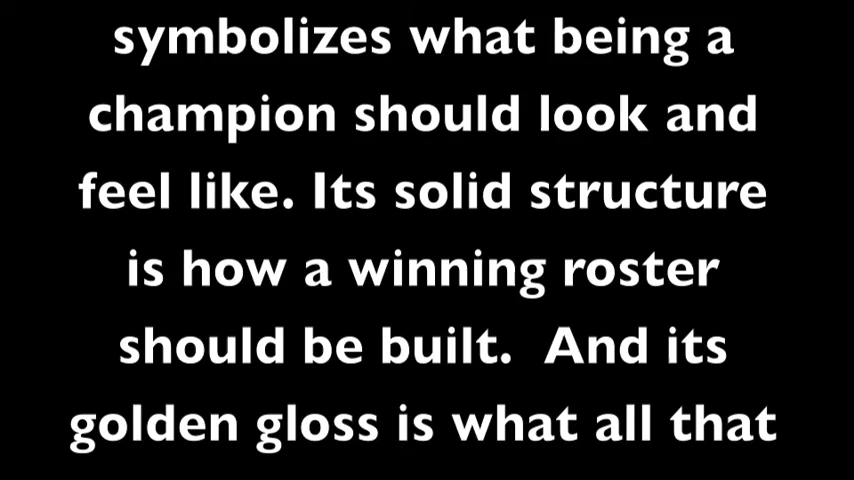 symbolizes what being a
champion should look and
feel like. Its solid structure
is how a winning roster
should be built.  And its
golden gloss is what all that